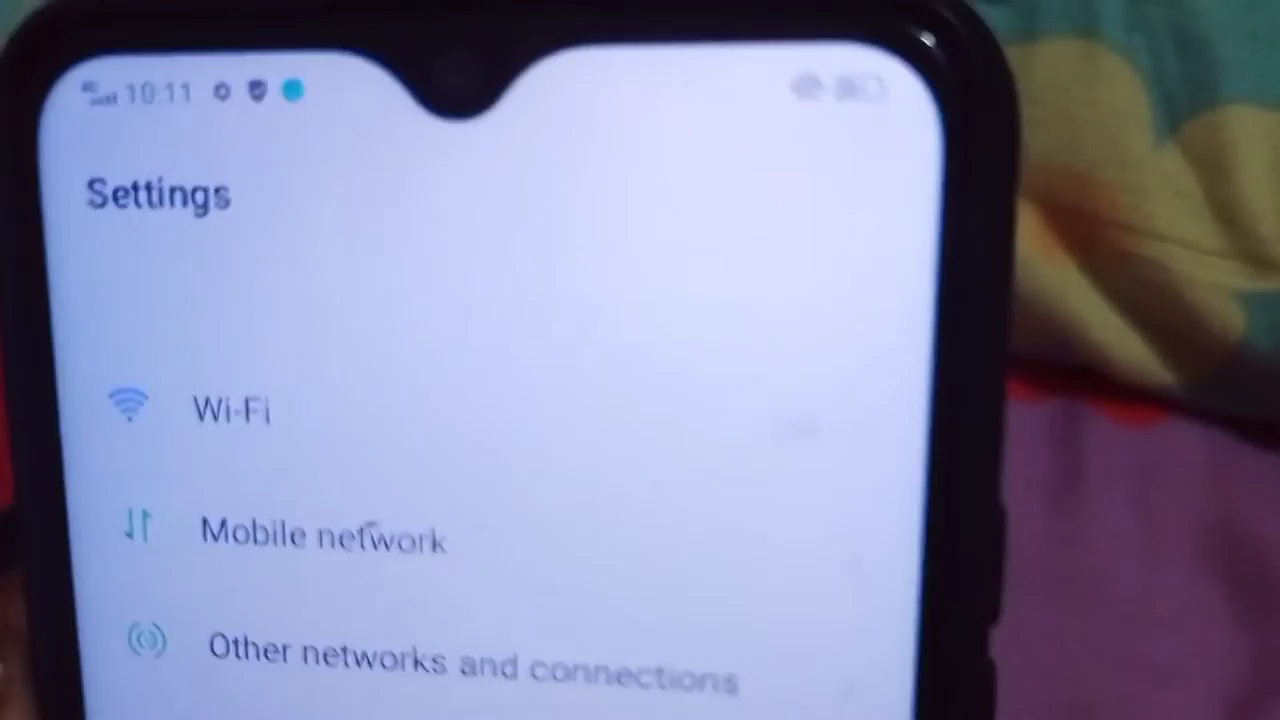 10:11
Settings
Wi-Fi
Mobile network
Other networks and connections